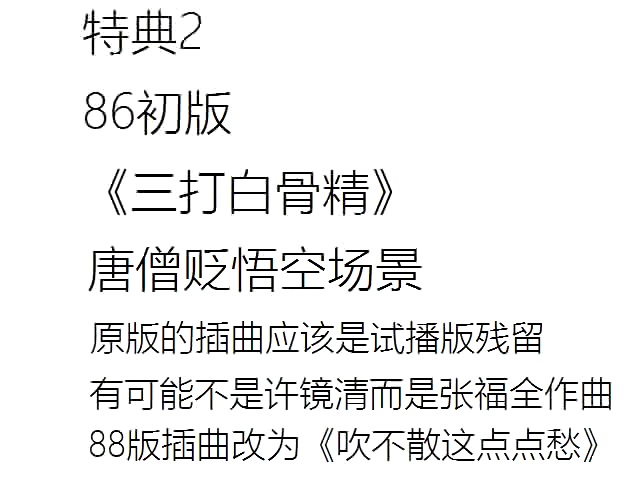 特典2
86初版
《三打白骨精》
唐僧贬悟空场景
原版的插曲应该是试播版残留
有可能不是许镜清而是张福全作曲
88版插曲改为《吹不散这点点愁》